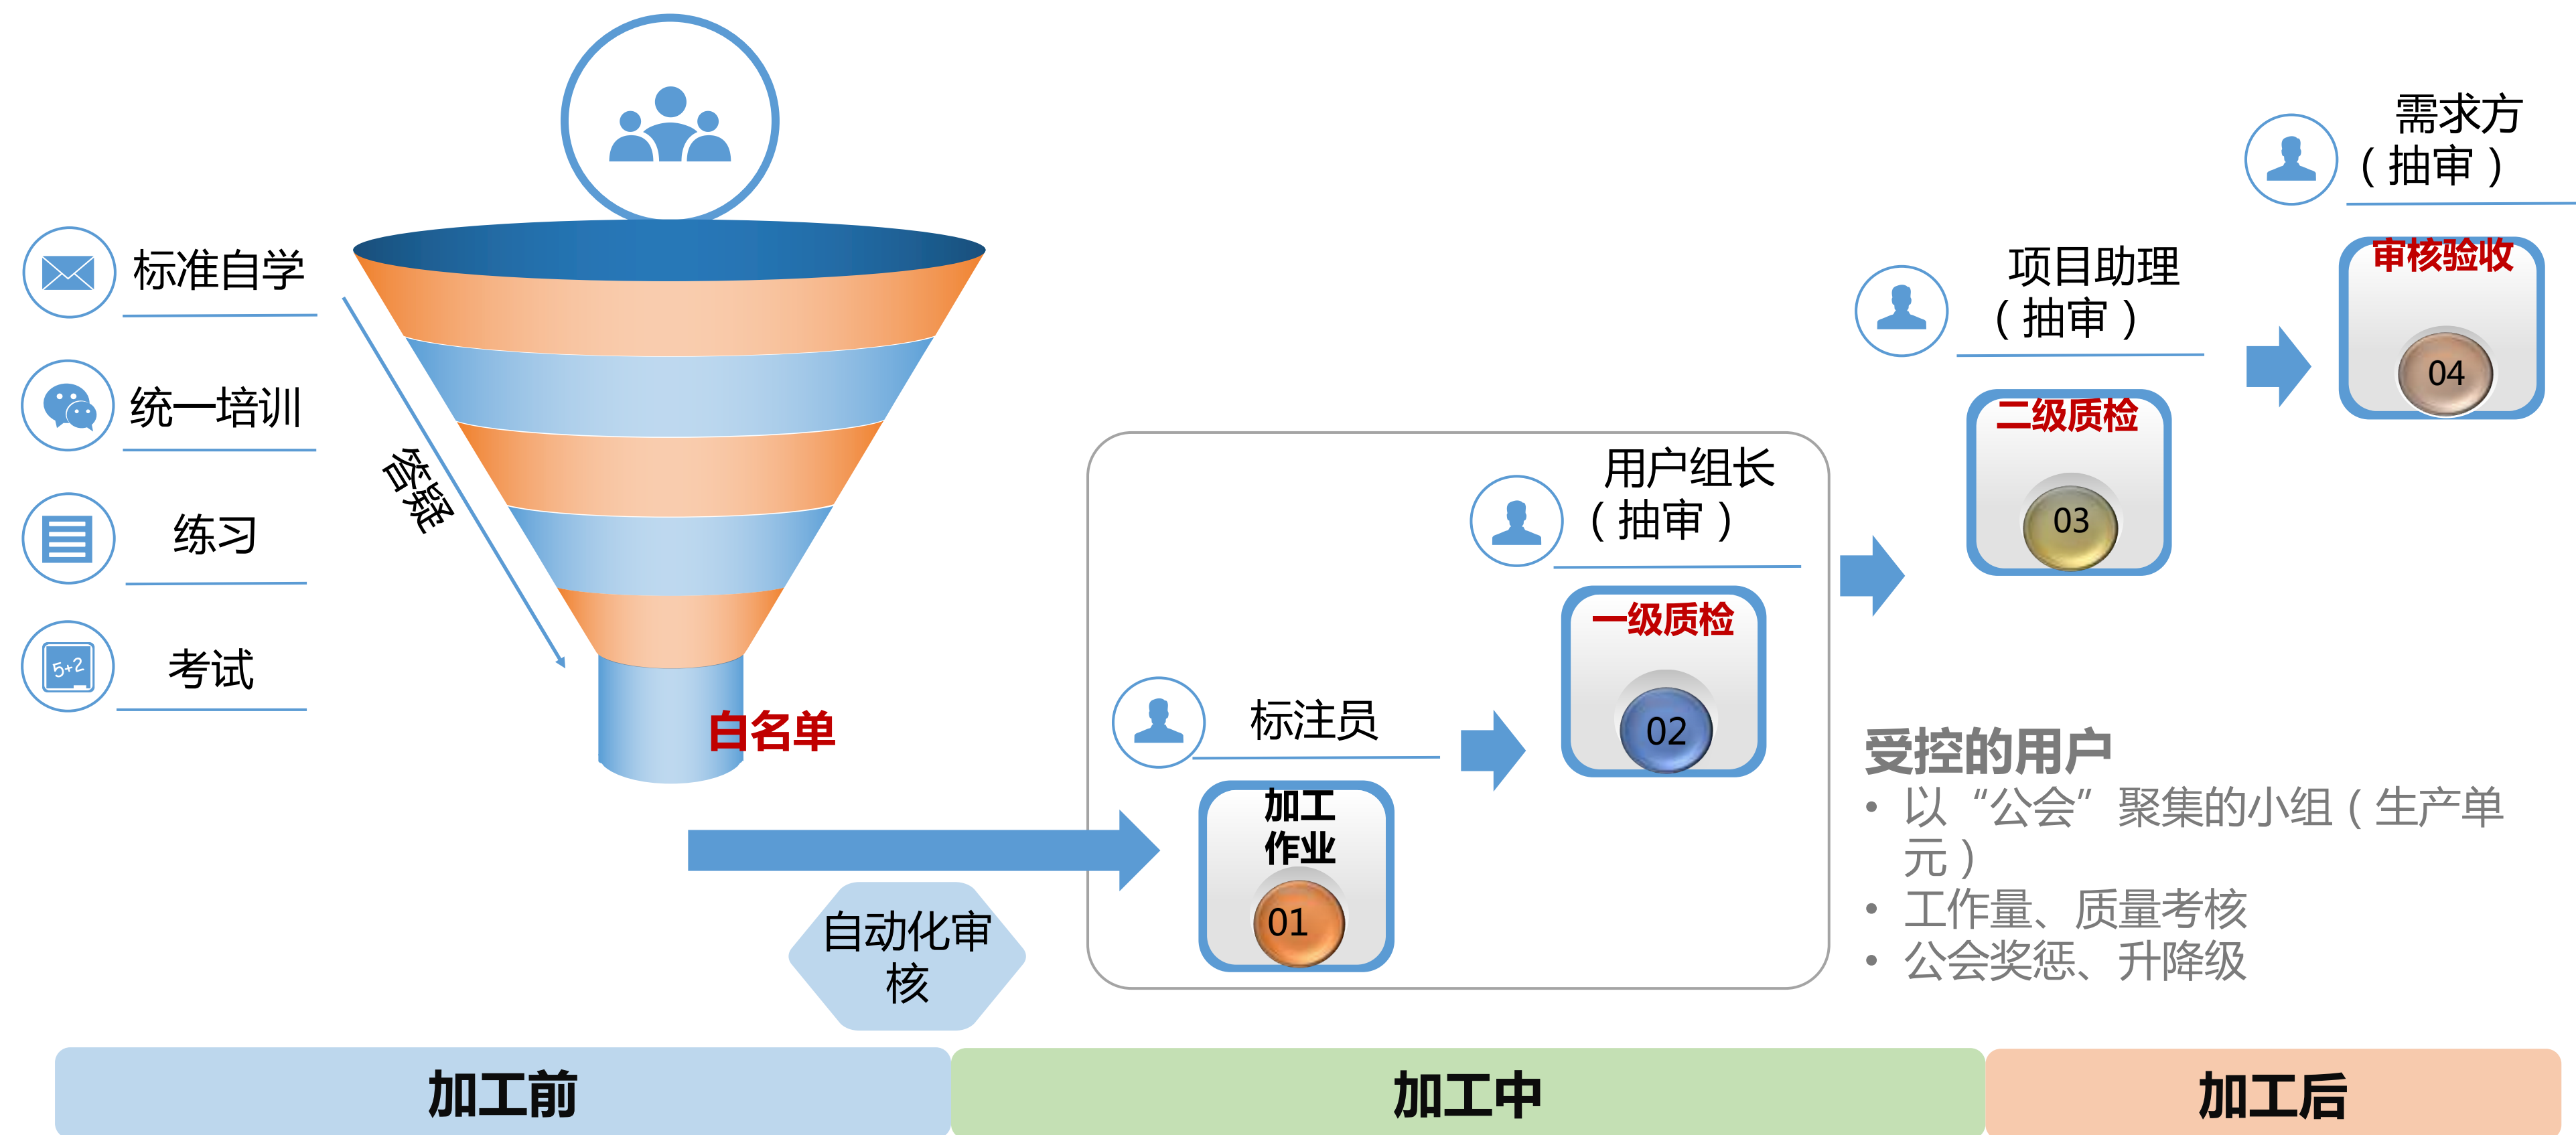 标准自学
统一培训
练习
5+2
考试
答疑
白名单
自动化审
核
标注员
加工
作业
01
用户组长
（抽审）
一级质检
02
项目助理
（抽审）
二级质检
03
需求方
（抽审）
审核验收
04
受控的用户
• 以“公会”聚集的小组（生产单
元）
• 工作量、质量考核
• 公会奖惩、升降级
加工前
加工中
加工后